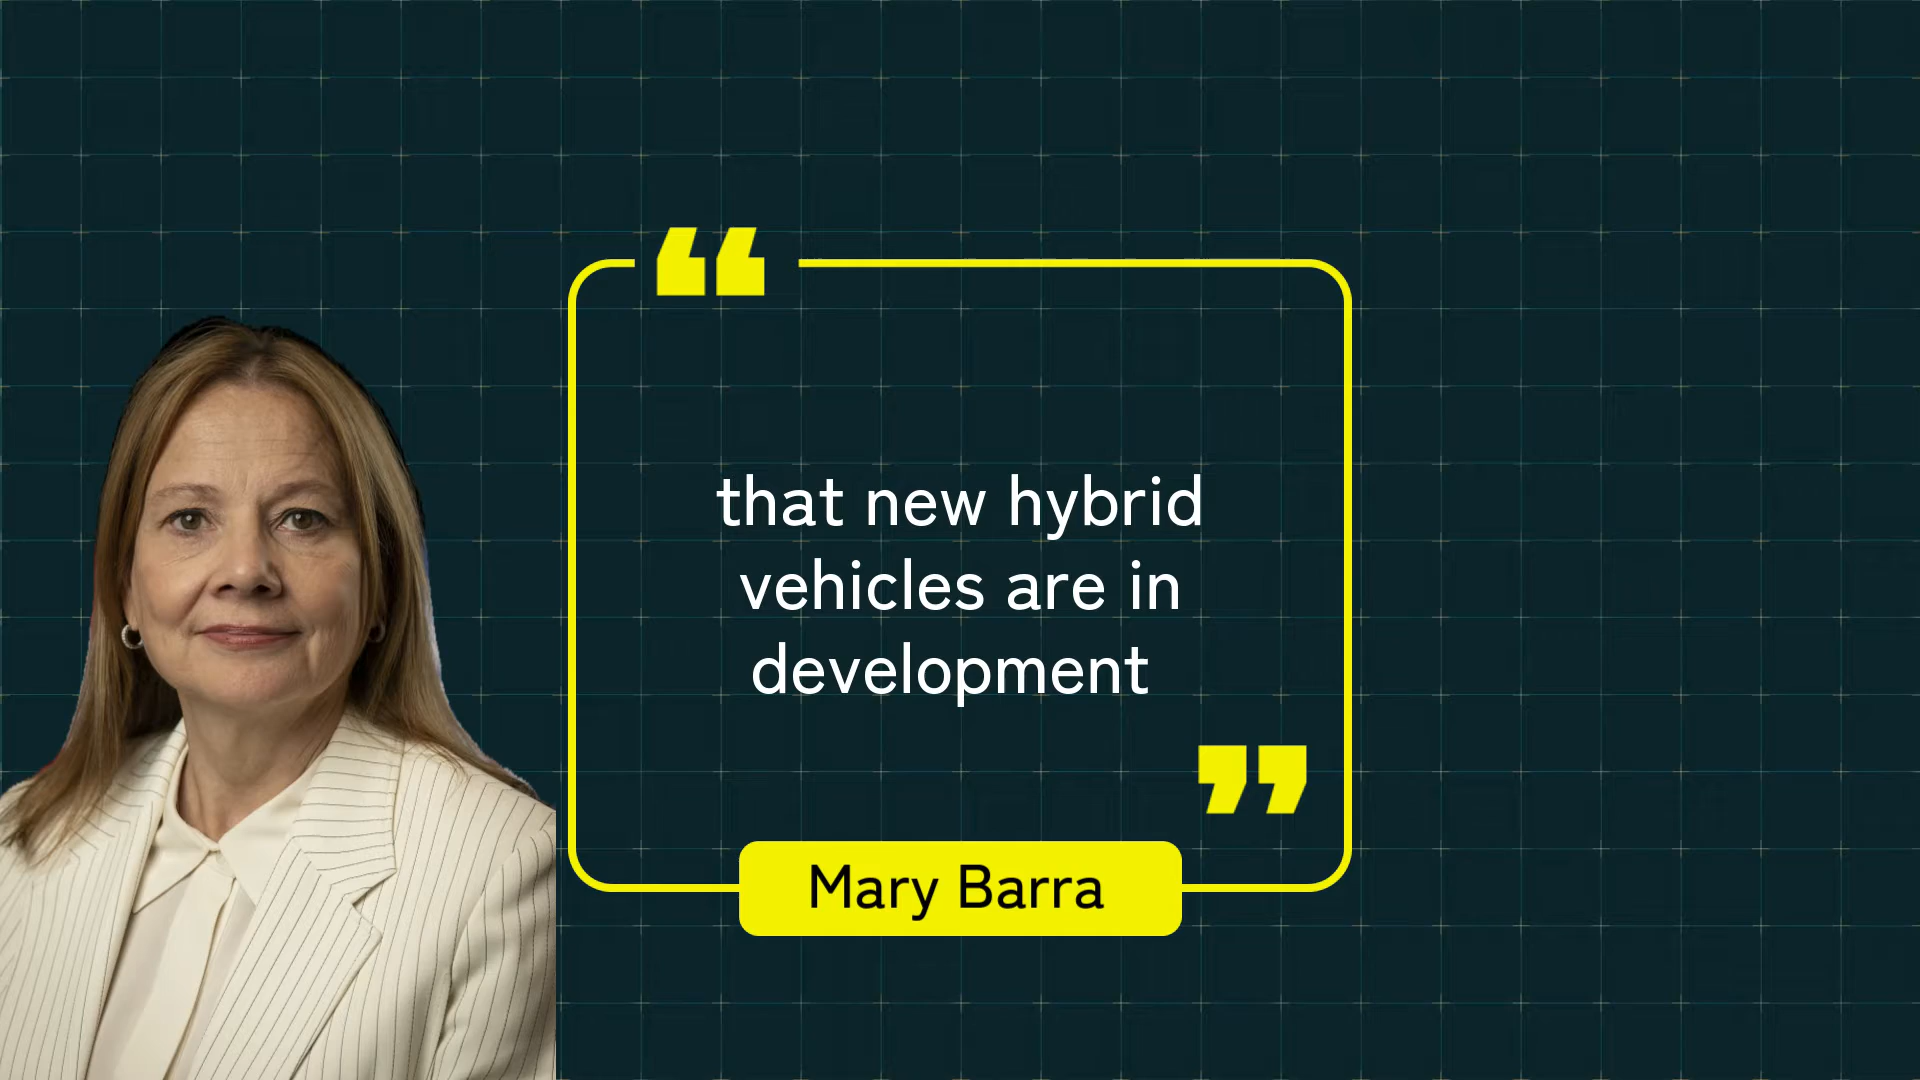 ❝
that new hybrid
vehicles are in
development
❞
Mary Barra